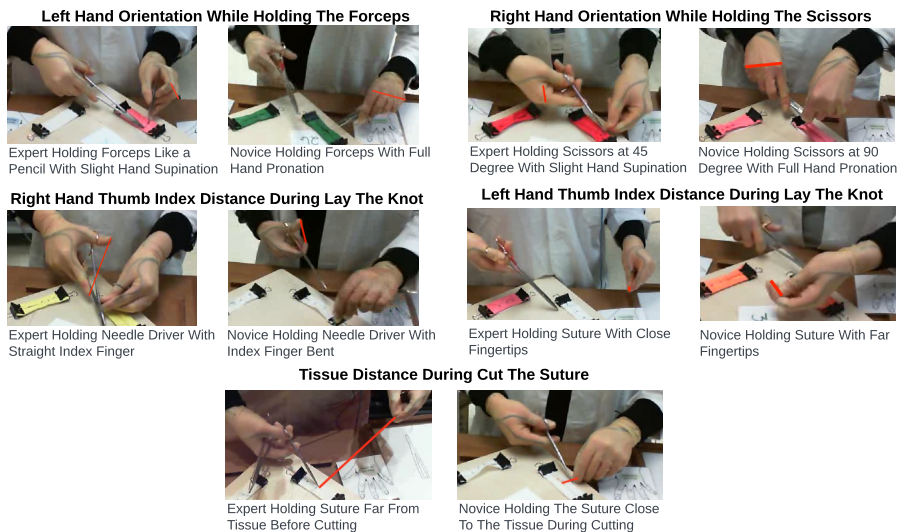 Left Hand Orientation While Holding The Forceps
Right Hand Orientation While Holding The Scissors
Expert Holding Forceps Like a
Pencil With Slight Hand Supination
Novice Holding Forceps With Full
Hand Pronation
Expert Holding Scissors at 45
Degree With Slight Hand Supination
Novice Holding Scissors at 90
Degree With Full Hand Pronation
Right Hand Thumb Index Distance During Lay The Knot
Left Hand Thumb Index Distance During Lay The Knot
Expert Holding Needle Driver With
Straight Index Finger
Novice Holding Needle Driver With
Index Finger Bent
Expert Holding Suture With Close
Fingertips
Novice Holding Suture With Far
Fingertips
Tissue Distance During Cut The Suture
Expert Holding Suture Far From
Tissue Before Cutting
Novice Holding The Suture Close
To The Tissue During Cutting